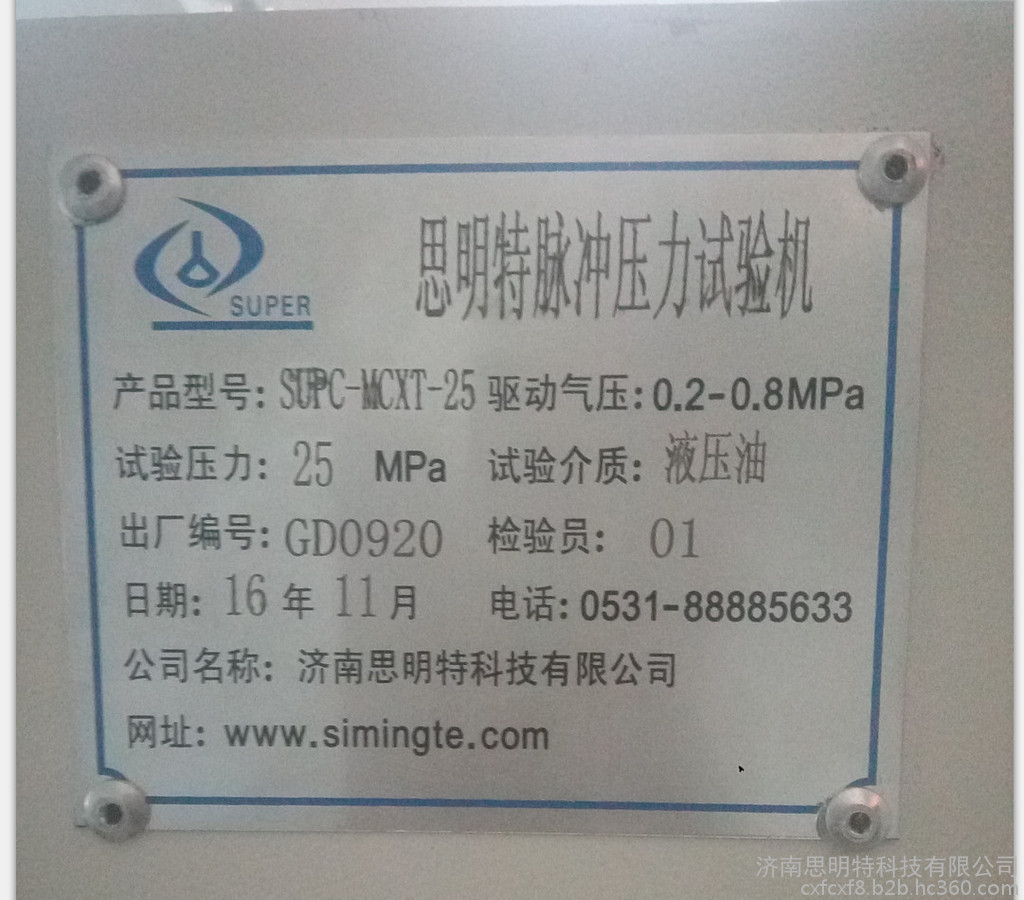 SUPER
思明特脉冲压力试验机
产品型号: SUPC-MCXT-25 驱动气压: 0.2-0.8MPa
试验压力: 25 MPa 试验介质: 液压油
出厂编号: GD0920 检验员: 01
日期: 16 年 11 月 电话: 0531-88885633
公司名称: 济南思明特科技有限公司
网址: www.simingte.com
济南思明特科技有限公司
cxfcxf8.b2b.hc360.com